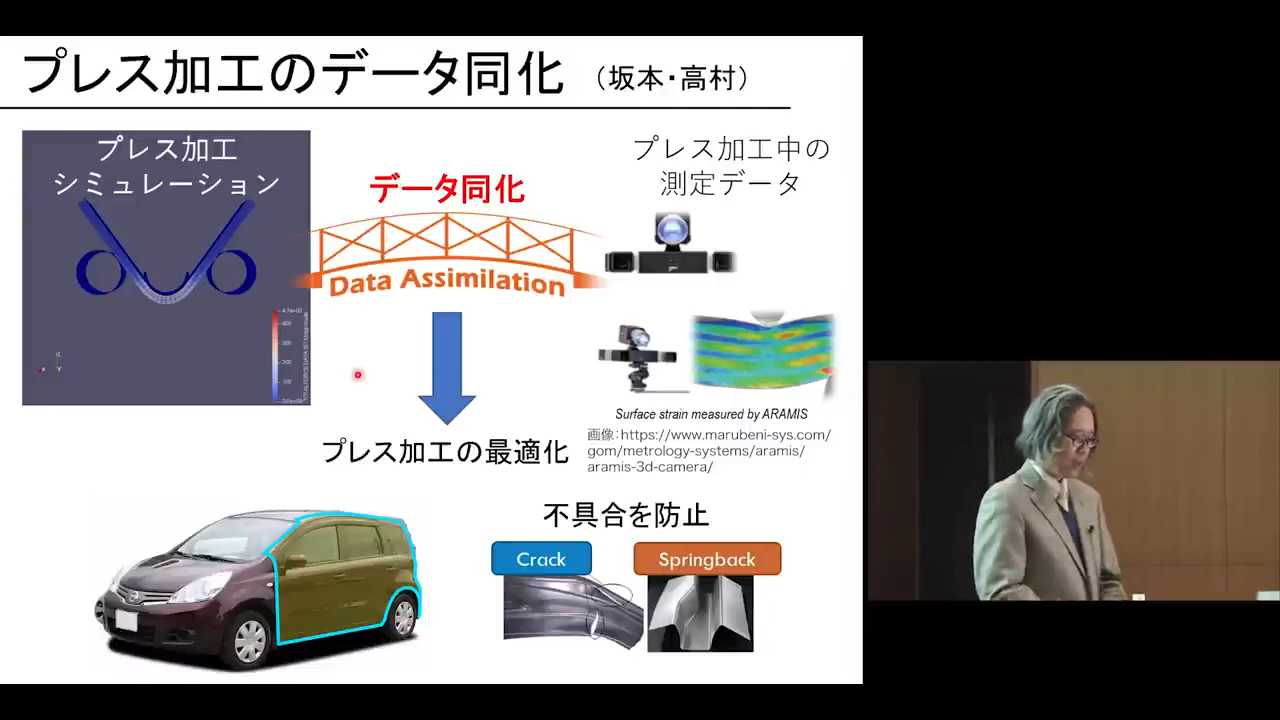 プレス加工のデータ同化 （坂本・高村）
プレス加工
シミュレーション
データ同化
Data Assimilation
プレス加工中の
測定データ
Surface strain measured by ARAMIS
画像：https://www.marubeni-sys.com/
gom/metrology-systems/aramis/
aramis-3d-camera/
プレス加工の最適化
不具合を防止
Crack
Springback